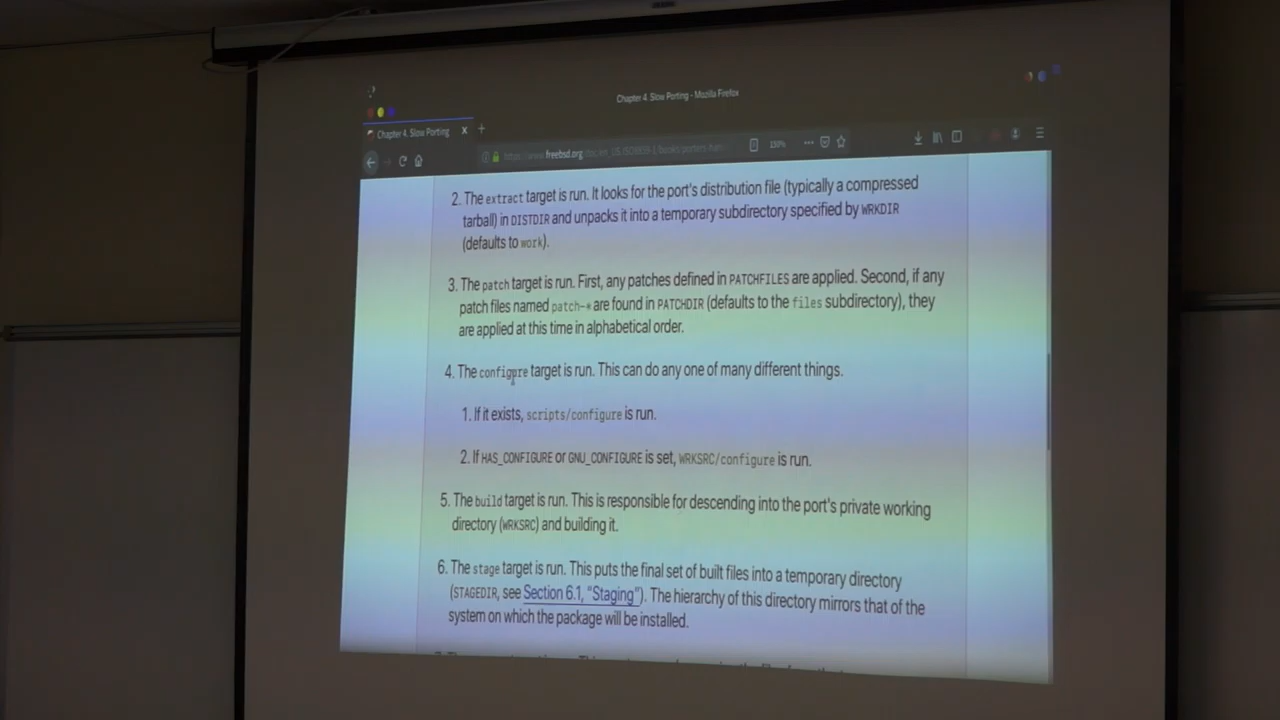 Chapter 4. Slow Porting - Mozilla Firefox
Chapter 4. Slow Porting
freebsd.org
150%
2. The extract target is run. It looks for the port's distribution file (typically a compressed
tarball) in DISTDIR and unpacks it into a temporary subdirectory specified by WRKDIR
(defaults to work).
3. The patch target is run. First, any patches defined in PATCHFILES are applied. Second, if any
patch files named patch-* are found in PATCHDIR (defaults to the files subdirectory), they
are applied at this time in alphabetical order.
4. The configure target is run. This can do any one of many different things.
1. If it exists, scripts/configure is run.
2. If HAS_CONFIGURE or GNU_CONFIGURE is set, WRKSRC/configure is run.
5. The build target is run. This is responsible for descending into the port's private working
directory (WRKSRC) and building it.
6. The stage target is run. This puts the final set of built files into a temporary directory
(STAGEDIR, see Section 6.1, "Staging"). The hierarchy of this directory mirrors that of the
system on which the package will be installed.